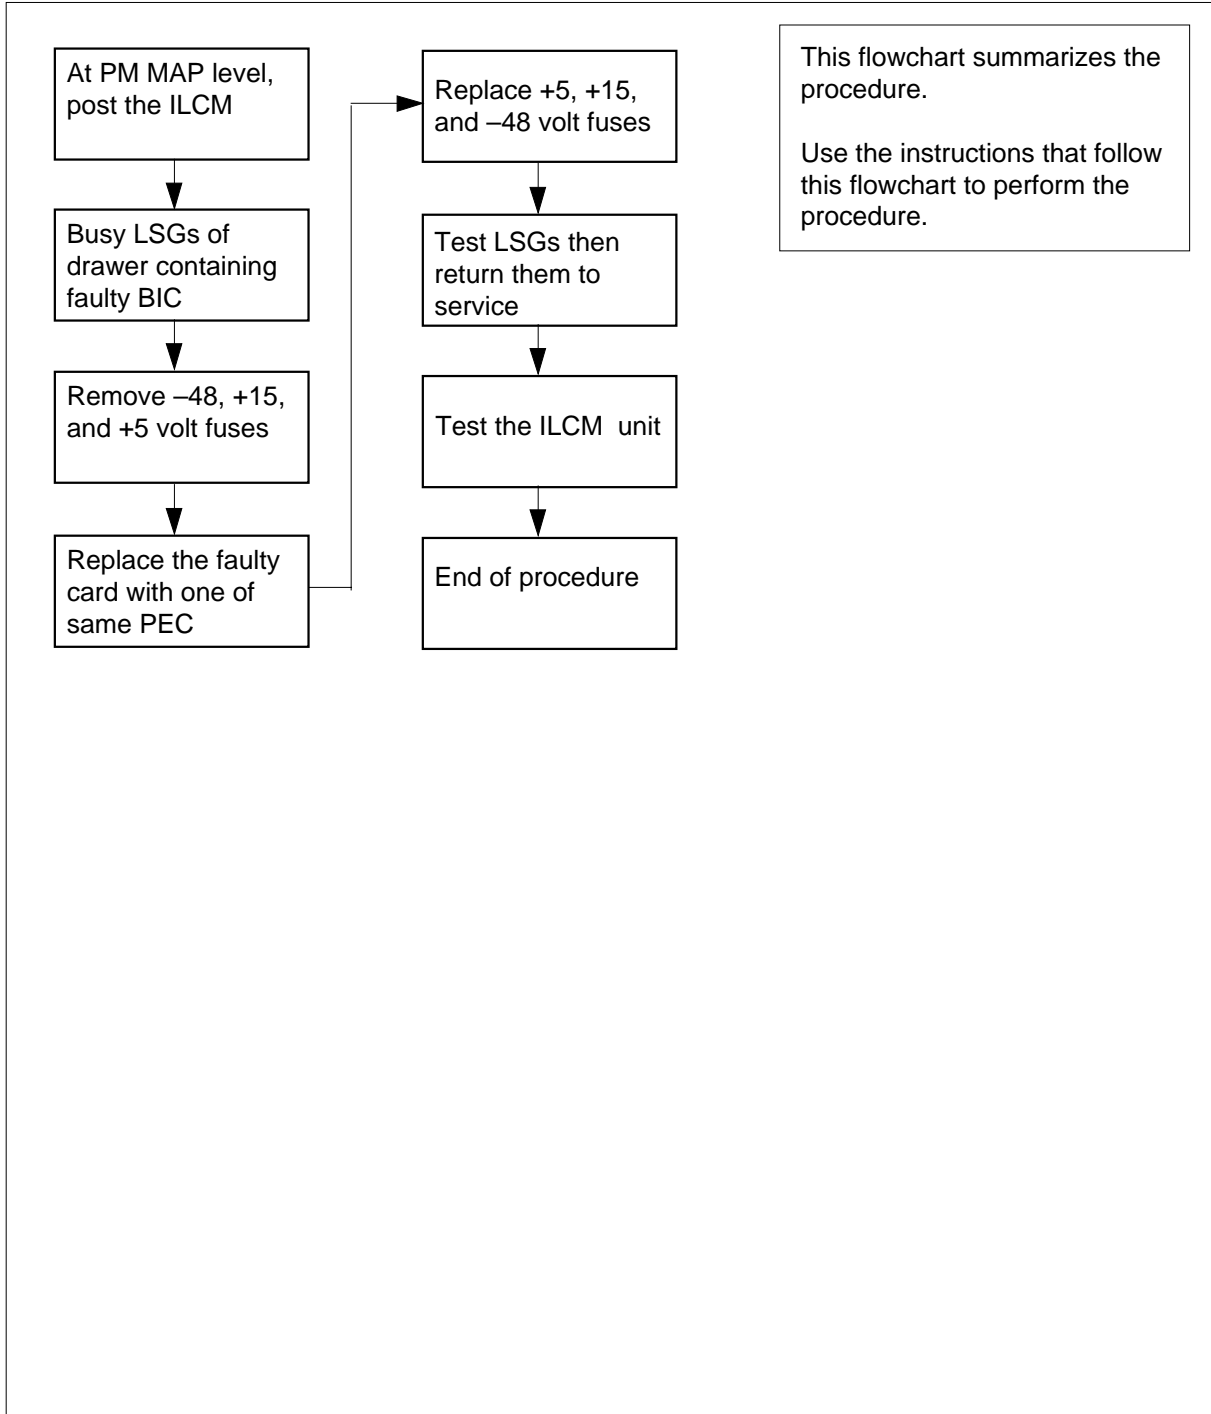 At PM MAP level,
post the ILCM
Busy LSGs of
drawer containing
faulty BIC
Remove –48, +15,
and +5 volt fuses
Replace the faulty
card with one of
same PEC
Replace +5, +15,
and –48 volt fuses
Test LSGs then
return them to
service
Test the ILCM  unit
End of procedure
This flowchart summarizes the
procedure.
Use the instructions that follow
this flowchart to perform the
procedure.